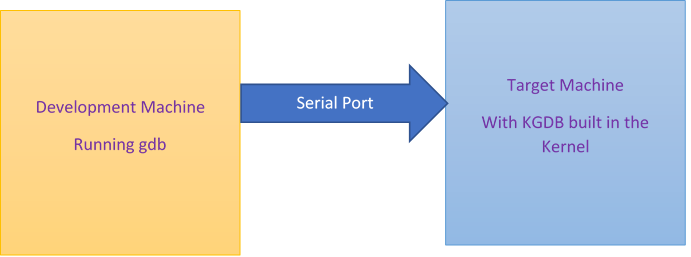 Development Machine
Running gdb
Serial Port
Target Machine
With KGDB built in the
Kernel